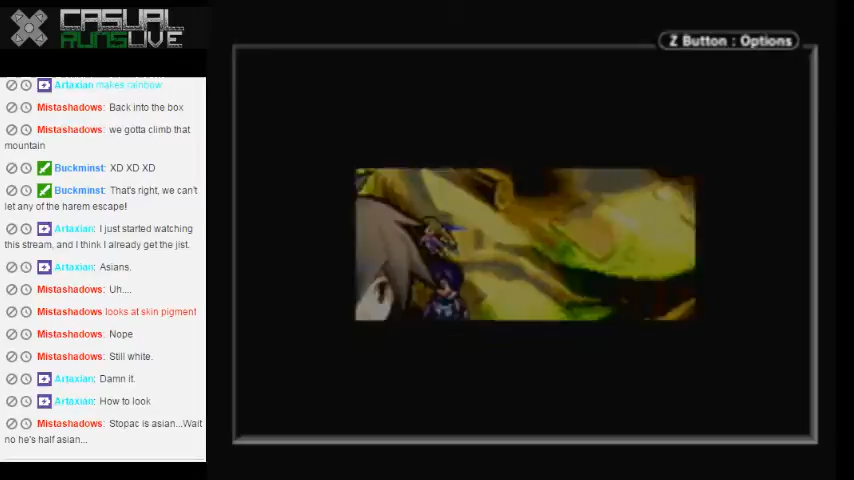 CASUAL
RUNSLIVE
Z Button : Options
Artaxian makes rainbow
Mistashadows: Back into the box
Mistashadows: we gotta climb that
mountain
Buckminst: XD XD XD
Buckminst: That's right, we can't
let any of the harem escape!
Artaxian: I just started watching
this stream, and I think I already get the jist.
Artaxian: Asians.
Mistashadows: Uh....
Mistashadows looks at skin pigment
Mistashadows: Nope
Mistashadows: Still white.
Artaxian: Damn it.
Artaxian: How to look
Mistashadows: Stopac is asian...Wait
no he's half asian...